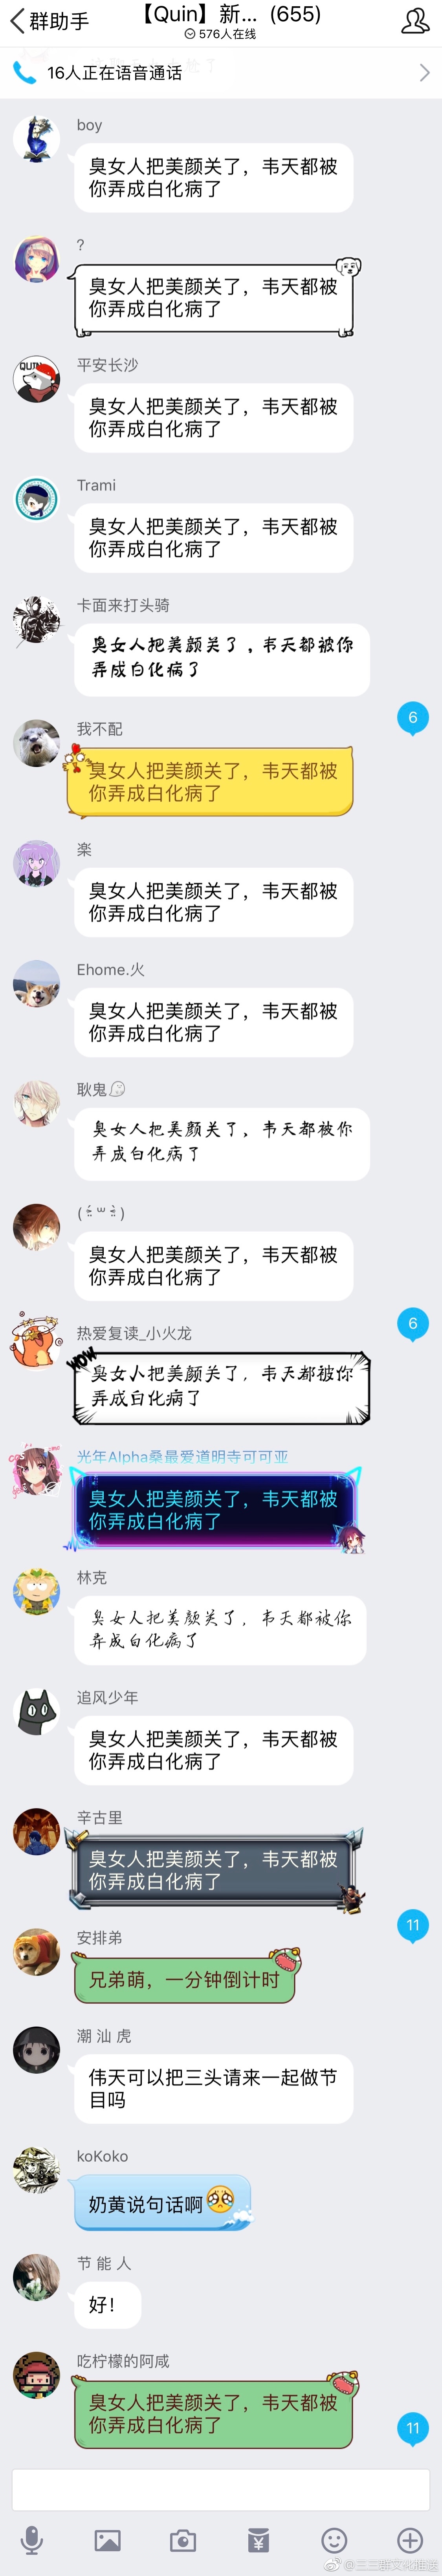 群助手
【Quin】新... (655)
576人在线
16人正在语音通话
boy
臭女人把美颜关了，韦天都被
你弄成白化病了
?
臭女人把美颜关了，韦天都被
你弄成白化病了
平安长沙
臭女人把美颜关了，韦天都被
你弄成白化病了
Trami
臭女人把美颜关了，韦天都被
你弄成白化病了
卡面来打头骑
臭女人把美颜关了，韦天都被你
弄成白化病了
6
我不配
臭女人把美颜关了，韦天都被
你弄成白化病了
楽
臭女人把美颜关了，韦天都被
你弄成白化病了
Ehome.火
臭女人把美颜关了，韦天都被
你弄成白化病了
耿鬼
臭女人把美颜关了，韦天都被你
弄成白化病了
臭女人把美颜关了，韦天都被
你弄成白化病了
6
热爱复读_小火龙
WOW
臭女人把美颜关了，韦天都被你
弄成白化病了
光年Alpha桑最爱道明寺可可亚
臭女人把美颜关了，韦天都被
你弄成白化病了
林克
臭女人把美颜关了，韦天都被你
弄成白化病了
追风少年
臭女人把美颜关了，韦天都被
你弄成白化病了
辛古里
臭女人把美颜关了，韦天都被
你弄成白化病了
11
安排弟
兄弟萌，一分钟倒计时
潮 汕 虎
伟天可以把三头请来一起做节
目吗
koKoko
奶黄说句话啊
节 能 人
好！
吃柠檬的阿咸
臭女人把美颜关了，韦天都被
你弄成白化病了
11